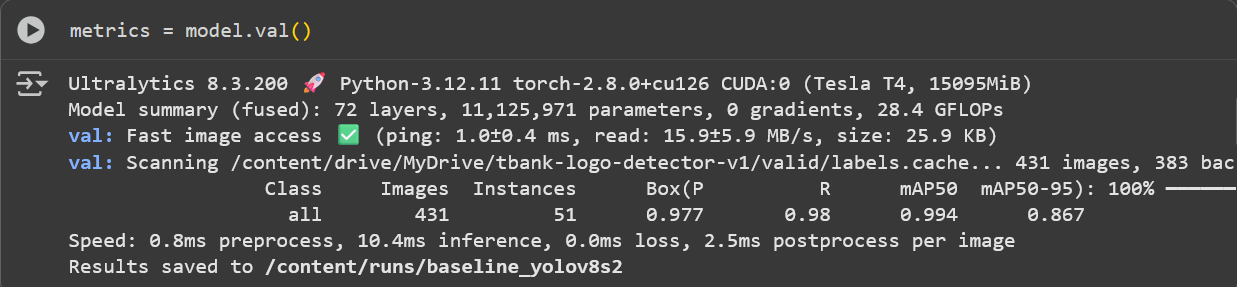 metrics = model.val()
Ultralytics 8.3.200 🚀 Python-3.12.11 torch-2.8.0+cu126 CUDA:0 (Tesla T4, 15095MiB)
Model summary (fused): 72 layers, 11,125,971 parameters, 0 gradients, 28.4 GFLOPs
val: Fast image access ✅ (ping: 1.0±0.4 ms, read: 15.9±5.9 MB/s, size: 25.9 KB)
val: Scanning /content/drive/MyDrive/tbank-logo-detector-v1/valid/labels.cache... 431 images, 383 bac
Class Images Instances Box(P R mAP50 mAP50-95): 100% ━━━━━━
all 431 51 0.977 0.98 0.994 0.867
Speed: 0.8ms preprocess, 10.4ms inference, 0.0ms loss, 2.5ms postprocess per image
Results saved to /content/runs/baseline_yolov8s2